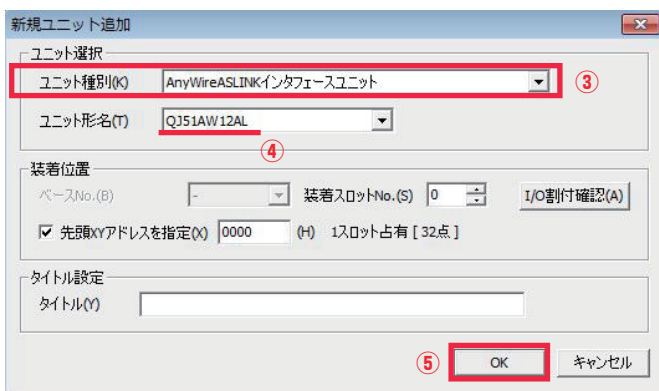 新規ユニット追加
ユニット選択
ユニット種別(K) AnyWireASLINKインタフェースユニット ③
ユニット形名(T) QJ51AW12AL
④
装着位置
ベースNo.(B) - 装着スロットNo.(S) 0 I/O割付確認(A)
先頭XYアドレスを指定(X) 0000 (H) 1スロット占有 [ 32点 ]
タイトル設定
タイトル(Y)
⑤ OK キャンセル